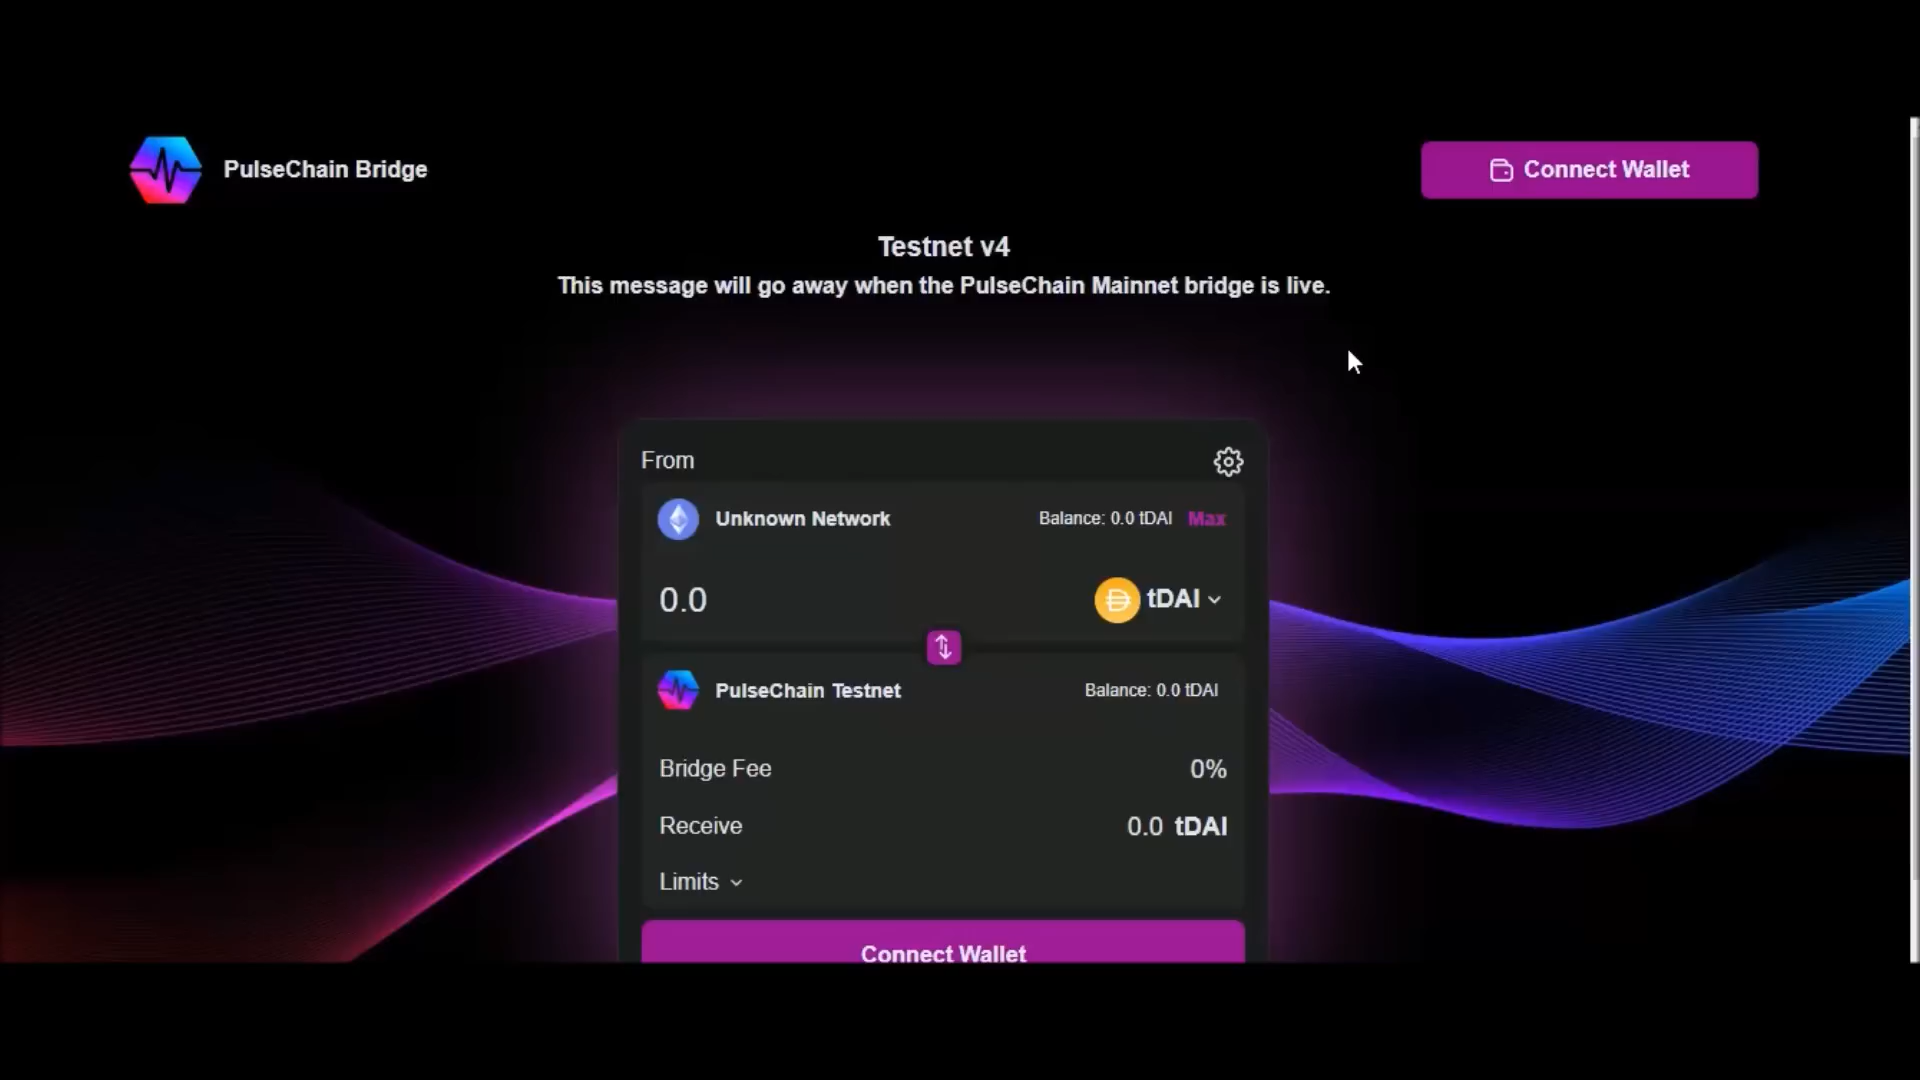 PulseChain Bridge
Connect Wallet
Testnet v4
This message will go away when the PulseChain Mainnet bridge is live.
From
Unknown Network
Balance: 0.0 tDAI Max
0.0
tDAI
PulseChain Testnet
Balance: 0.0 tDAI
Bridge Fee
0%
Receive
0.0 tDAI
Limits
Connect Wallet